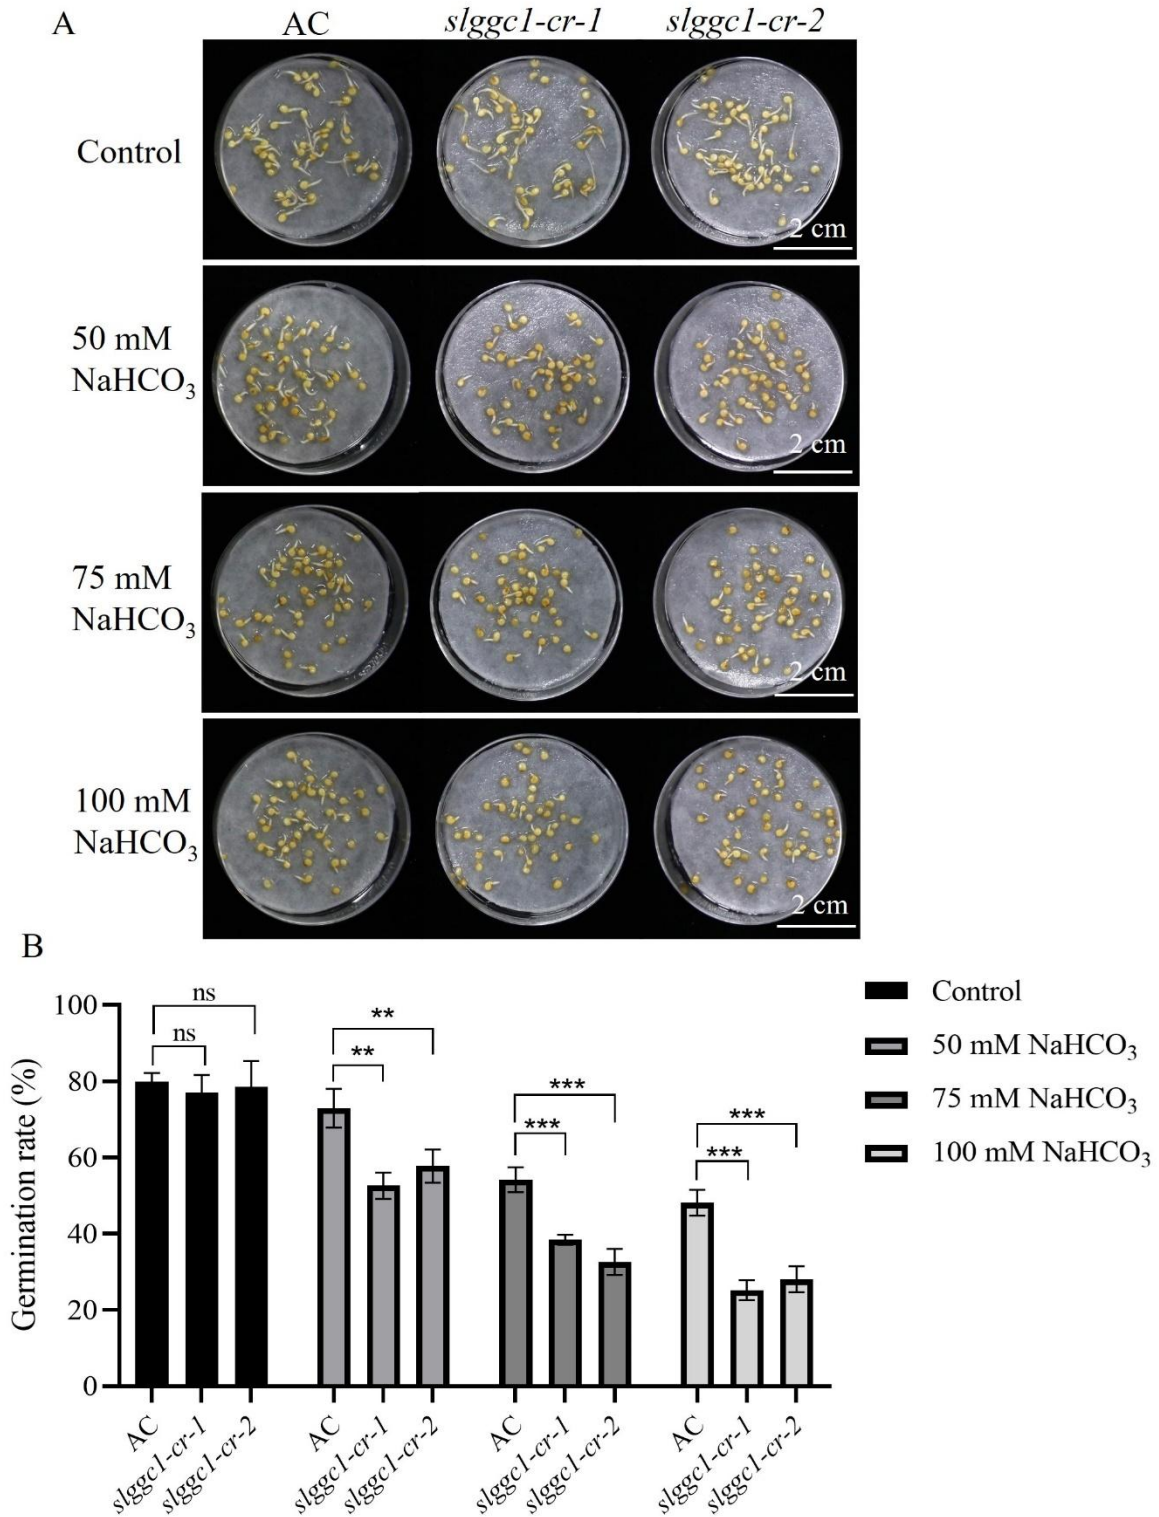 A
AC slggc1-cr-1 slggc1-cr-2
Control
2 cm
50 mM
NaHCO₃
2 cm
75 mM
NaHCO₃
2 cm
100 mM
NaHCO₃
2 cm
B
Germination rate (%)
100
80
60
40
20
0
ns
ns
**
**
***
***
***
***
AC slggc1-cr-1 slggc1-cr-2 AC slggc1-cr-1 slggc1-cr-2 AC slggc1-cr-1 slggc1-cr-2 AC slggc1-cr-1 slggc1-cr-2
Control
50 mM NaHCO₃
75 mM NaHCO₃
100 mM NaHCO₃